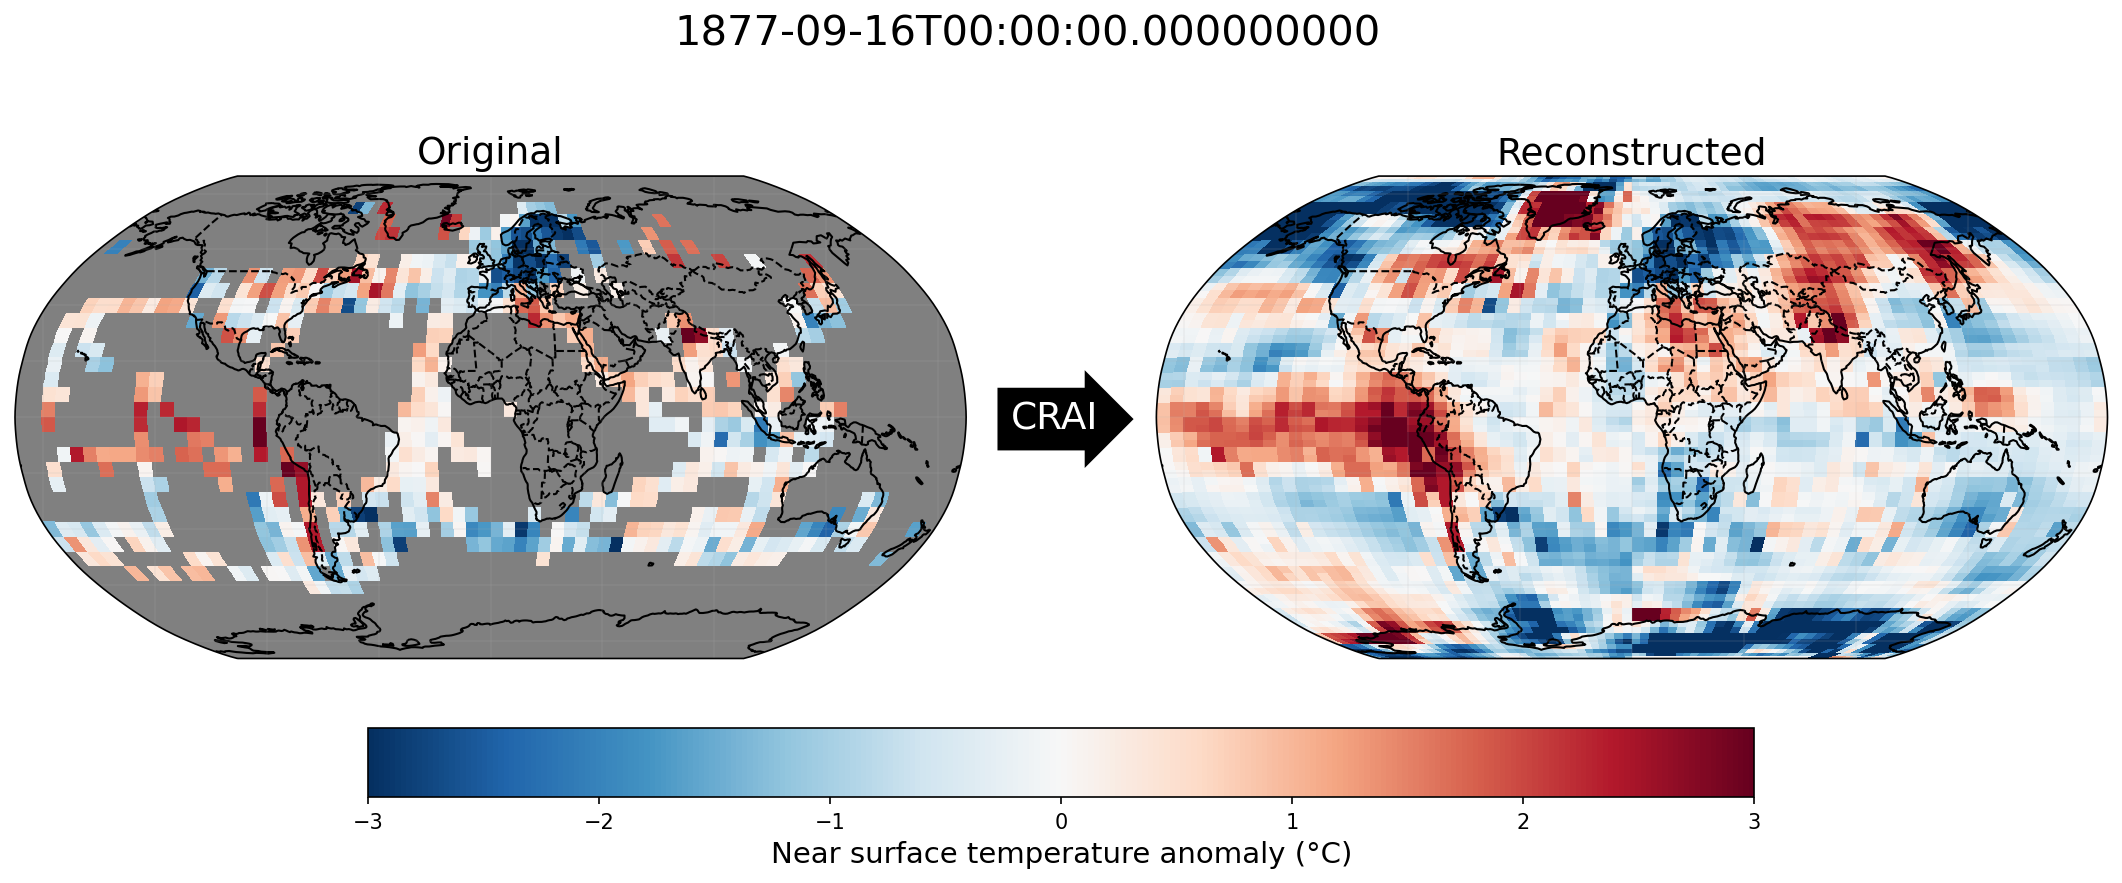 1877-09-16T00:00:00.000000000
Original
Reconstructed
CRAI
−3 −2 −1 0 1 2 3
Near surface temperature anomaly (°C)